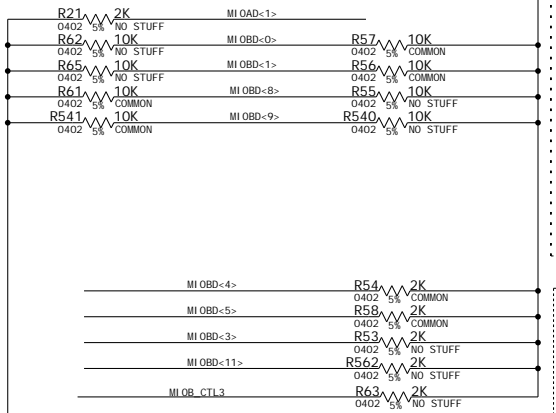 R21 2K MIOAD<1>
0402 5% NO STUFF
R62 10K MIOBD<0> R57 10K
0402 5% NO STUFF 0402 5% COMMON
R65 10K MIOBD<1> R56 10K
0402 5% NO STUFF 0402 5% COMMON
R61 10K MIOBD<8> R55 10K
0402 5% COMMON 0402 5% NO STUFF
R541 10K MIOBD<9> R540 10K
0402 5% COMMON 0402 5% NO STUFF
MIOBD<4> R54 2K
0402 5% COMMON
MIOBD<5> R58 2K
0402 5% COMMON
MIOBD<3> R53 2K
0402 5% NO STUFF
MIOBD<11> R562 2K
0402 5% NO STUFF
MIOB_CTL3 R63 2K
0402 5% NO STUFF